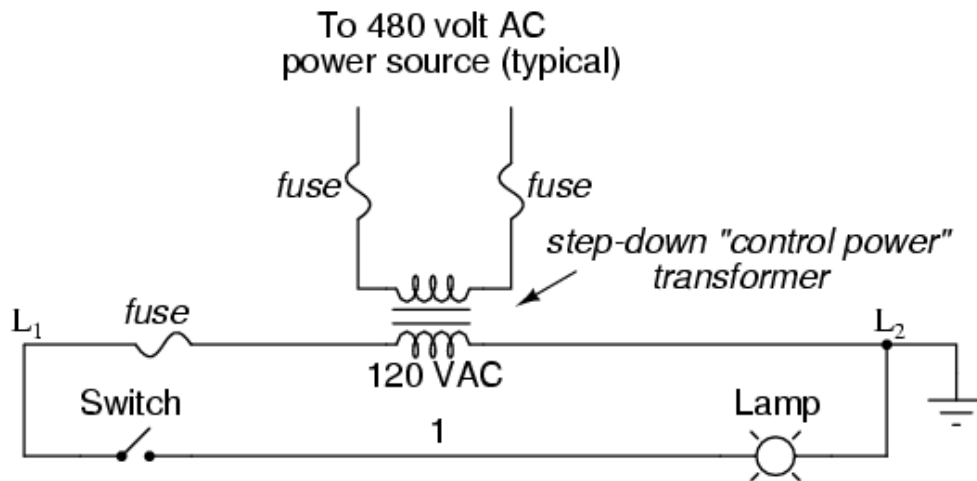 To 480 volt AC
power source (typical)
fuse
fuse
step-down "control power"
transformer
L1
fuse
L2
120 VAC
Switch
1
Lamp